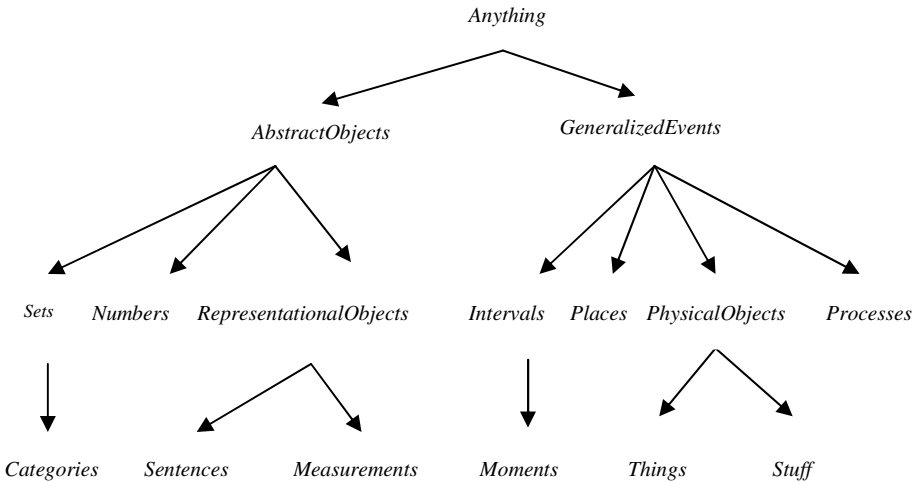 Anything
AbstractObjects GeneralizedEvents
Sets Numbers RepresentationalObjects Intervals Places PhysicalObjects Processes
Categories Sentences Measurements Moments Things Stuff